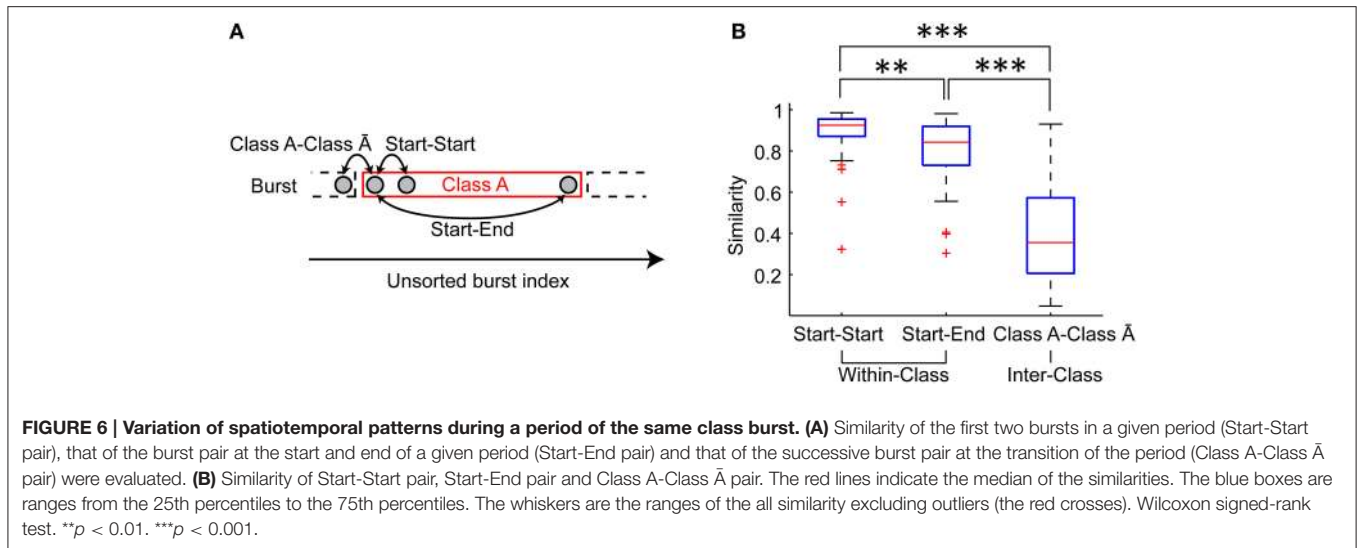 A
Class A-Class Ā Start-Start
Burst
Class A
Start-End
Unsorted burst index
B
***
** ***
Similarity
1
0.8
0.6
0.4
0.2
Start-Start Start-End Class A-Class Ā
Within-Class Inter-Class
FIGURE 6 | Variation of spatiotemporal patterns during a period of the same class burst. (A) Similarity of the first two bursts in a given period (Start-Start
pair), that of the burst pair at the start and end of a given period (Start-End pair) and that of the successive burst pair at the transition of the period (Class A-Class Ā
pair) were evaluated. (B) Similarity of Start-Start pair, Start-End pair and Class A-Class Ā pair. The red lines indicate the median of the similarities. The blue boxes are
ranges from the 25th percentiles to the 75th percentiles. The whiskers are the ranges of the all similarity excluding outliers (the red crosses). Wilcoxon signed-rank
test. **p < 0.01. ***p < 0.001.